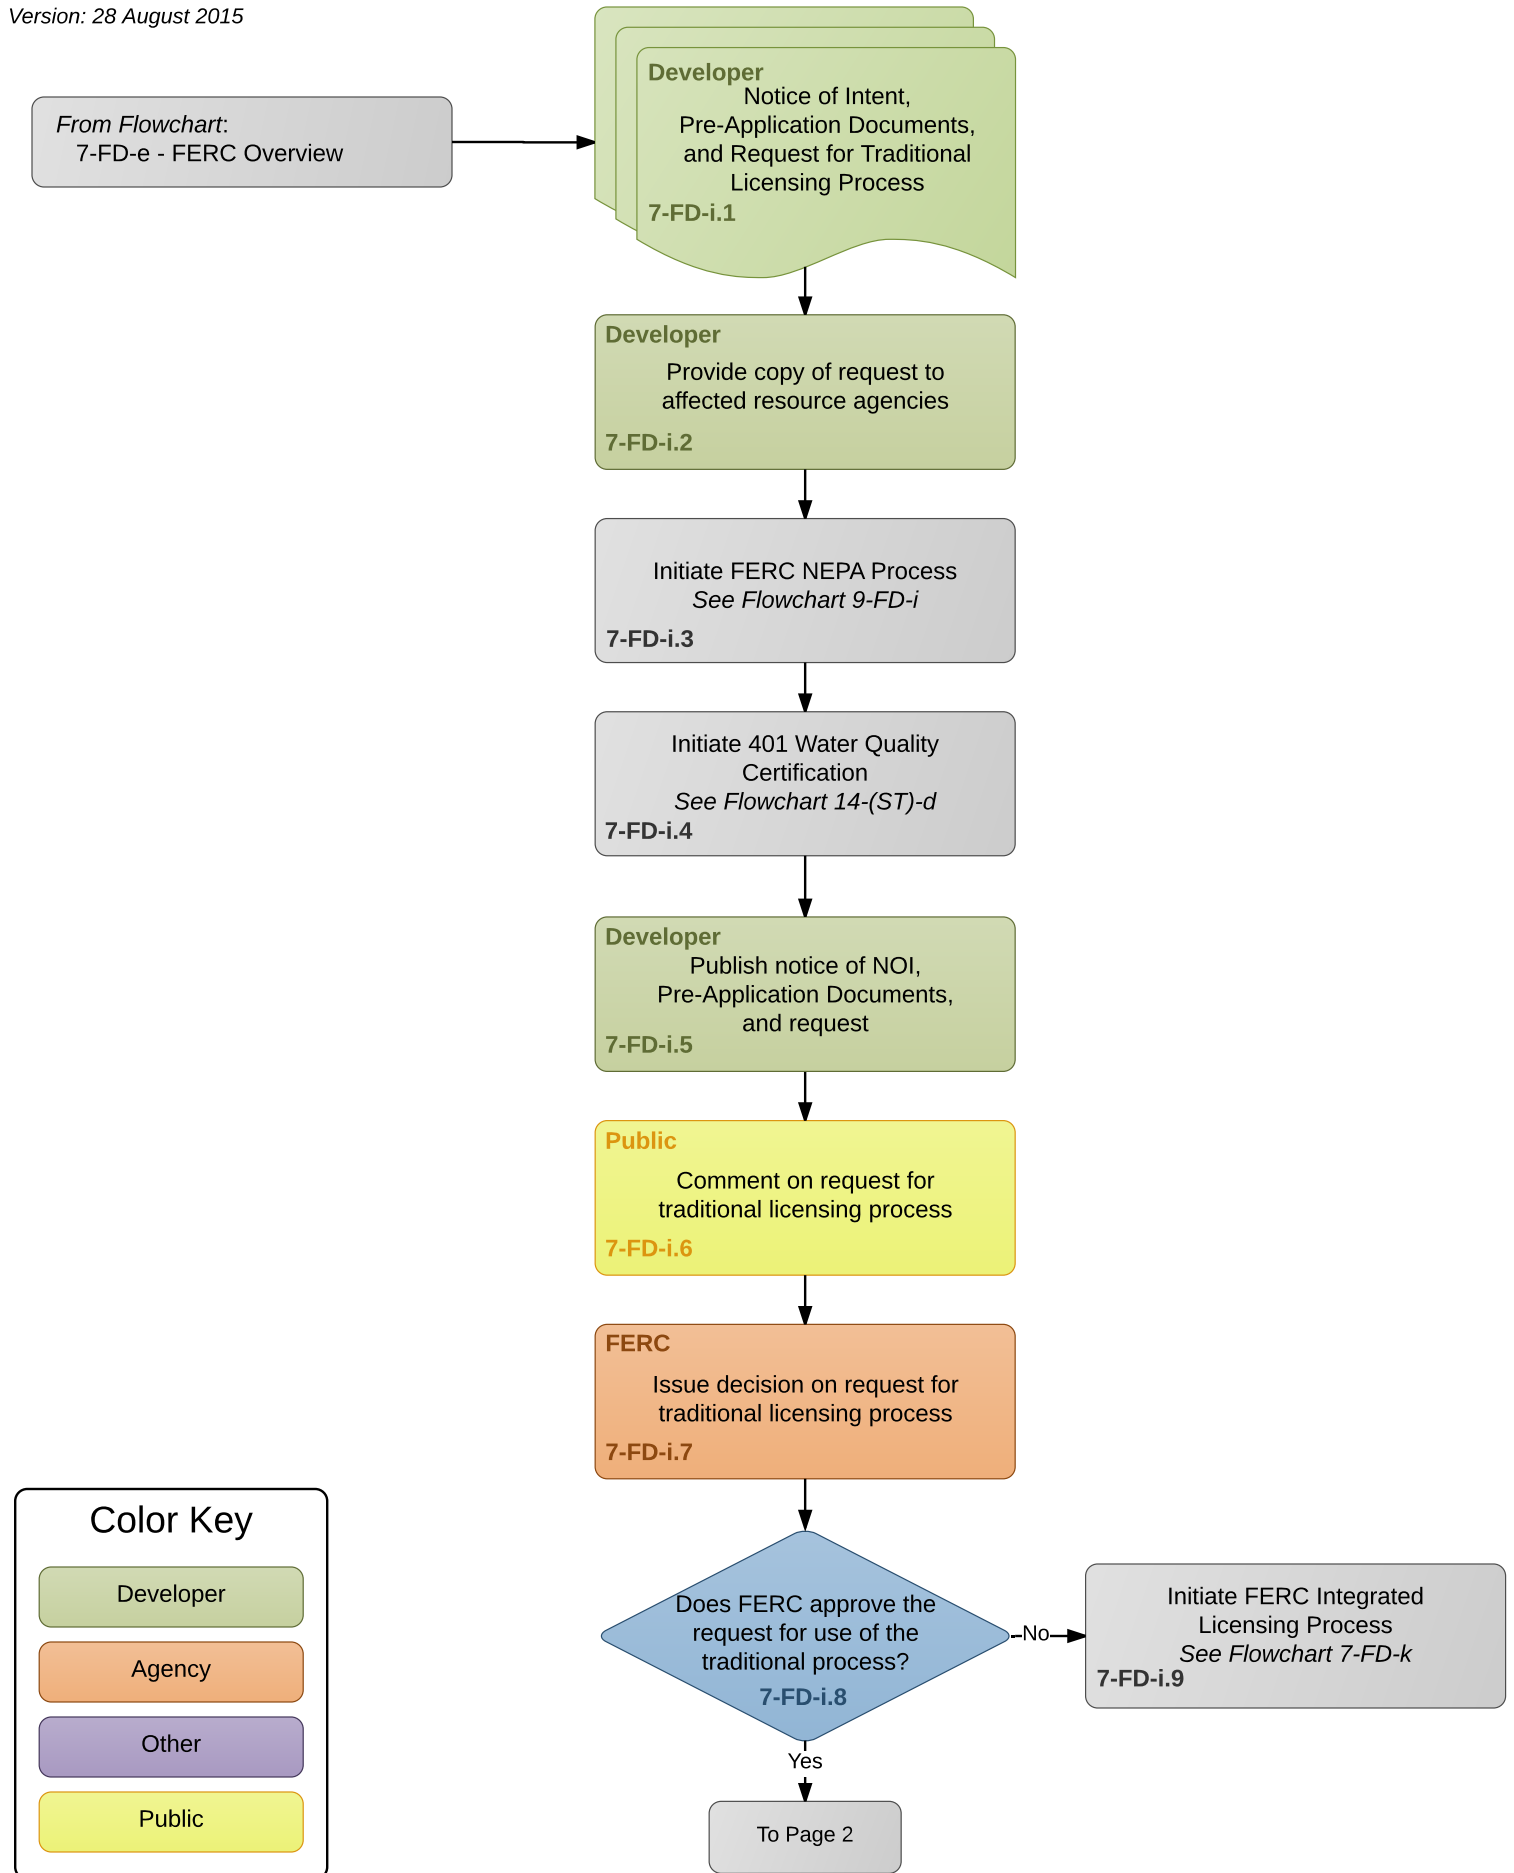 Version: 28 August 2015
From Flowchart:
7-FD-e - FERC Overview
Developer
Notice of Intent,
Pre-Application Documents,
and Request for Traditional
Licensing Process
7-FD-i.1
Developer
Provide copy of request to
affected resource agencies
7-FD-i.2
Initiate FERC NEPA Process
See Flowchart 9-FD-i
7-FD-i.3
Initiate 401 Water Quality
Certification
See Flowchart 14-(ST)-d
7-FD-i.4
Developer
Publish notice of NOI,
Pre-Application Documents,
and request
7-FD-i.5
Public
Comment on request for
traditional licensing process
7-FD-i.6
FERC
Issue decision on request for
traditional licensing process
7-FD-i.7
Does FERC approve the
request for use of the
traditional process?
7-FD-i.8
No
Initiate FERC Integrated
Licensing Process
See Flowchart 7-FD-k
7-FD-i.9
Yes
To Page 2
Color Key
Developer
Agency
Other
Public